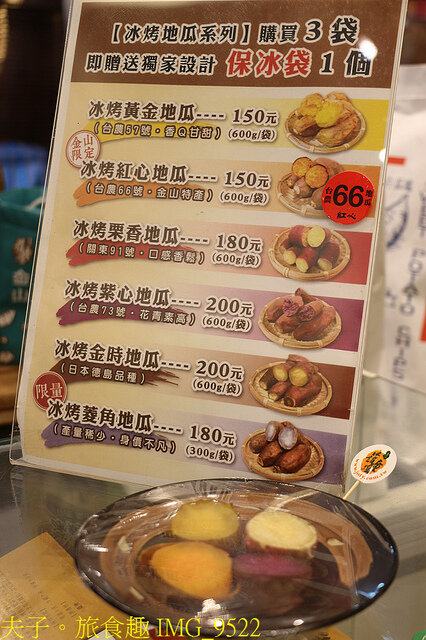 【冰烤地瓜系列】購買3袋
即贈送獨家設計 保冰袋1個
冰烤黃金地瓜---- 150元
(台農57號・香Q甘甜) (600g/袋)
金山限定
冰烤紅心地瓜---- 150元
(台農66號・金山特產) (600g/袋)
台農66地瓜
紅心
冰烤栗香地瓜---- 180元
(關東91號・口感香鬆) (600g/袋)
冰烤紫心地瓜---- 200元
(台農73號・花青素高) (600g/袋)
冰烤金時地瓜---- 200元
(日本德島品種) (600g/袋)
限量
冰烤菱角地瓜---- 180元
(產量稀少・身價不凡) (300g/袋)
夫子。旅食趣 IMG_9522